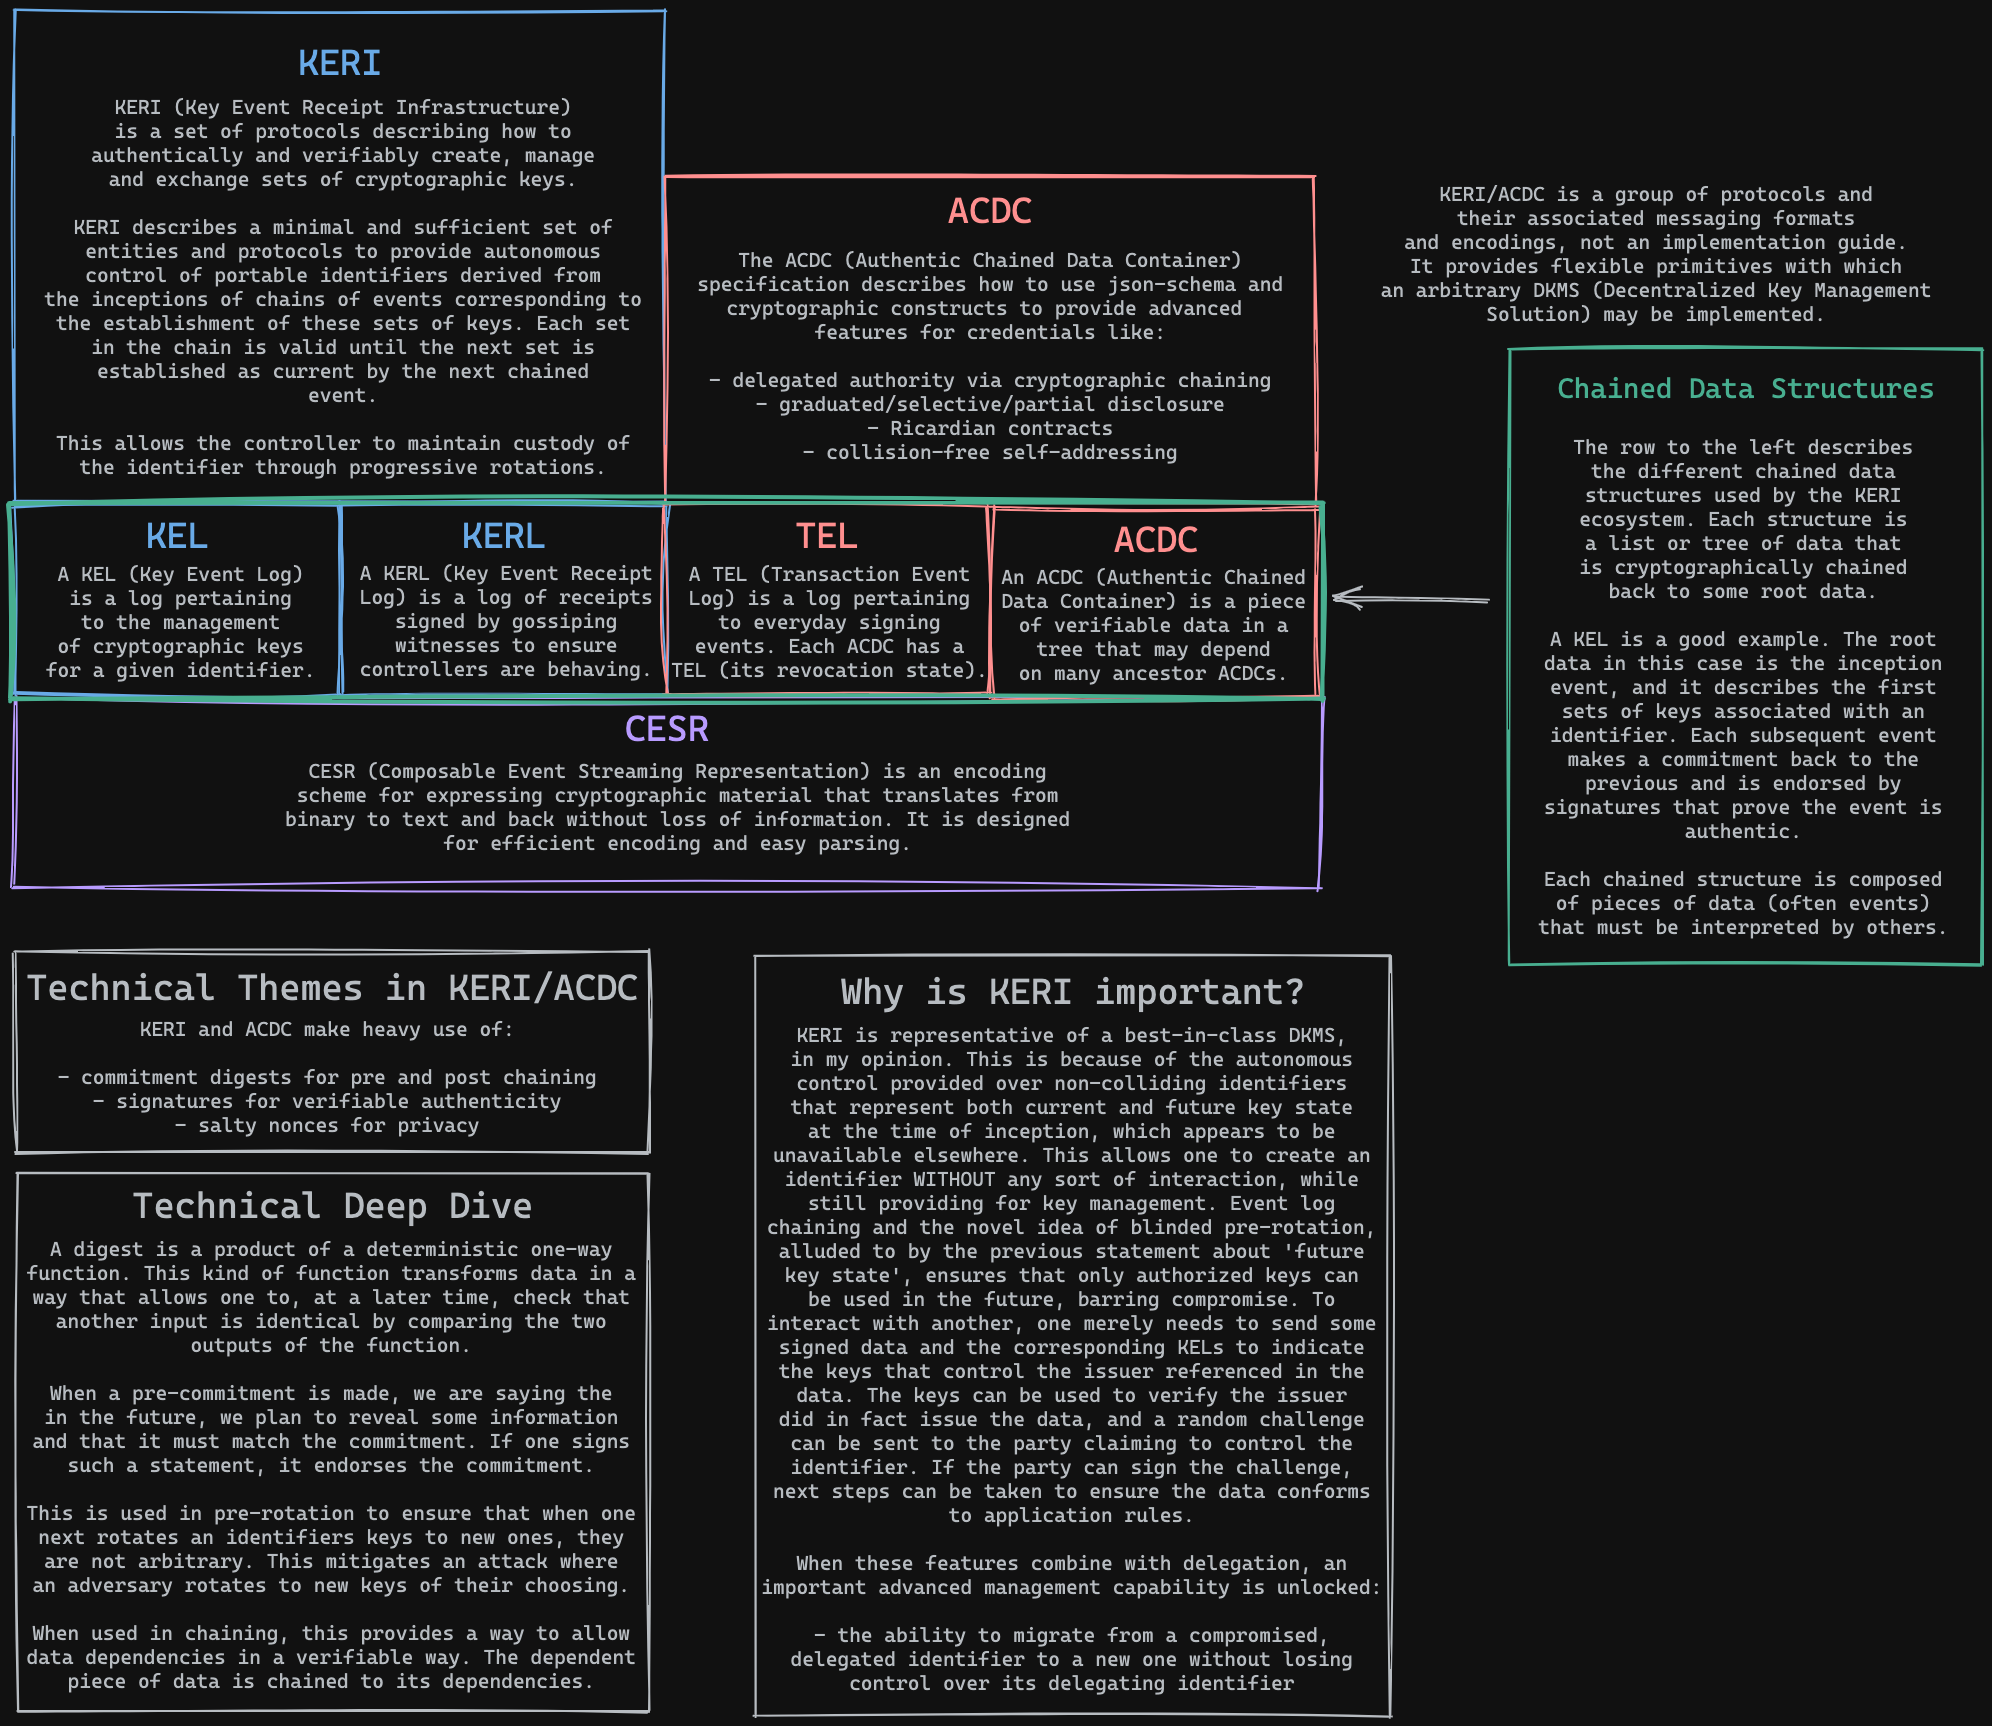 KERI
KERI (Key Event Receipt Infrastructure)
is a set of protocols describing how to
authentically and verifiably create, manage
and exchange sets of cryptographic keys.
KERI describes a minimal and sufficient set of
entities and protocols to provide autonomous
control of portable identifiers derived from
the inceptions of chains of events corresponding to
the establishment of these sets of keys. Each set
in the chain is valid until the next set is
established as current by the next chained
event.
This allows the controller to maintain custody of
the identifier through progressive rotations.
ACDC
The ACDC (Authentic Chained Data Container)
specification describes how to use json-schema and
cryptographic constructs to provide advanced
features for credentials like:
- delegated authority via cryptographic chaining
- graduated/selective/partial disclosure
- Ricardian contracts
- collision-free self-addressing
KERI/ACDC is a group of protocols and
their associated messaging formats
and encodings, not an implementation guide.
It provides flexible primitives with which
an arbitrary DKMS (Decentralized Key Management
Solution) may be implemented.
KEL
A KEL (Key Event Log)
is a log pertaining
to the management
of cryptographic keys
for a given identifier.
KERL
A KERL (Key Event Receipt
Log) is a log of receipts
signed by gossiping
witnesses to ensure
controllers are behaving.
TEL
A TEL (Transaction Event
Log) is a log pertaining
to everyday signing
events. Each ACDC has a
TEL (its revocation state).
ACDC
An ACDC (Authentic Chained
Data Container) is a piece
of verifiable data in a
tree that may depend
on many ancestor ACDCs.
Chained Data Structures
The row to the left describes
the different chained data
structures used by the KERI
ecosystem. Each structure is
a list or tree of data that
is cryptographically chained
back to some root data.
A KEL is a good example. The root
data in this case is the inception
event, and it describes the first
sets of keys associated with an
identifier. Each subsequent event
makes a commitment back to the
previous and is endorsed by
signatures that prove the event is
authentic.
Each chained structure is composed
of pieces of data (often events)
that must be interpreted by others.
CESR
CESR (Composable Event Streaming Representation) is an encoding
scheme for expressing cryptographic material that translates from
binary to text and back without loss of information. It is designed
for efficient encoding and easy parsing.
Technical Themes in KERI/ACDC
KERI and ACDC make heavy use of:
- commitment digests for pre and post chaining
- signatures for verifiable authenticity
- salty nonces for privacy
Technical Deep Dive
A digest is a product of a deterministic one-way
function. This kind of function transforms data in a
way that allows one to, at a later time, check that
another input is identical by comparing the two
outputs of the function.
When a pre-commitment is made, we are saying the
in the future, we plan to reveal some information
and that it must match the commitment. If one signs
such a statement, it endorses the commitment.
This is used in pre-rotation to ensure that when one
next rotates an identifiers keys to new ones, they
are not arbitrary. This mitigates an attack where
an adversary rotates to new keys of their choosing.
When used in chaining, this provides a way to allow
data dependencies in a verifiable way. The dependent
piece of data is chained to its dependencies.
Why is KERI important?
KERI is representative of a best-in-class DKMS,
in my opinion. This is because of the autonomous
control provided over non-colliding identifiers
that represent both current and future key state
at the time of inception, which appears to be
unavailable elsewhere. This allows one to create an
identifier WITHOUT any sort of interaction, while
still providing for key management. Event log
chaining and the novel idea of blinded pre-rotation,
alluded to by the previous statement about 'future
key state', ensures that only authorized keys can
be used in the future, barring compromise. To
interact with another, one merely needs to send some
signed data and the corresponding KELs to indicate
the keys that control the issuer referenced in the
data. The keys can be used to verify the issuer
did in fact issue the data, and a random challenge
can be sent to the party claiming to control the
identifier. If the party can sign the challenge,
next steps can be taken to ensure the data conforms
to application rules.
When these features combine with delegation, an
important advanced management capability is unlocked:
- the ability to migrate from a compromised,
delegated identifier to a new one without losing
control over its delegating identifier